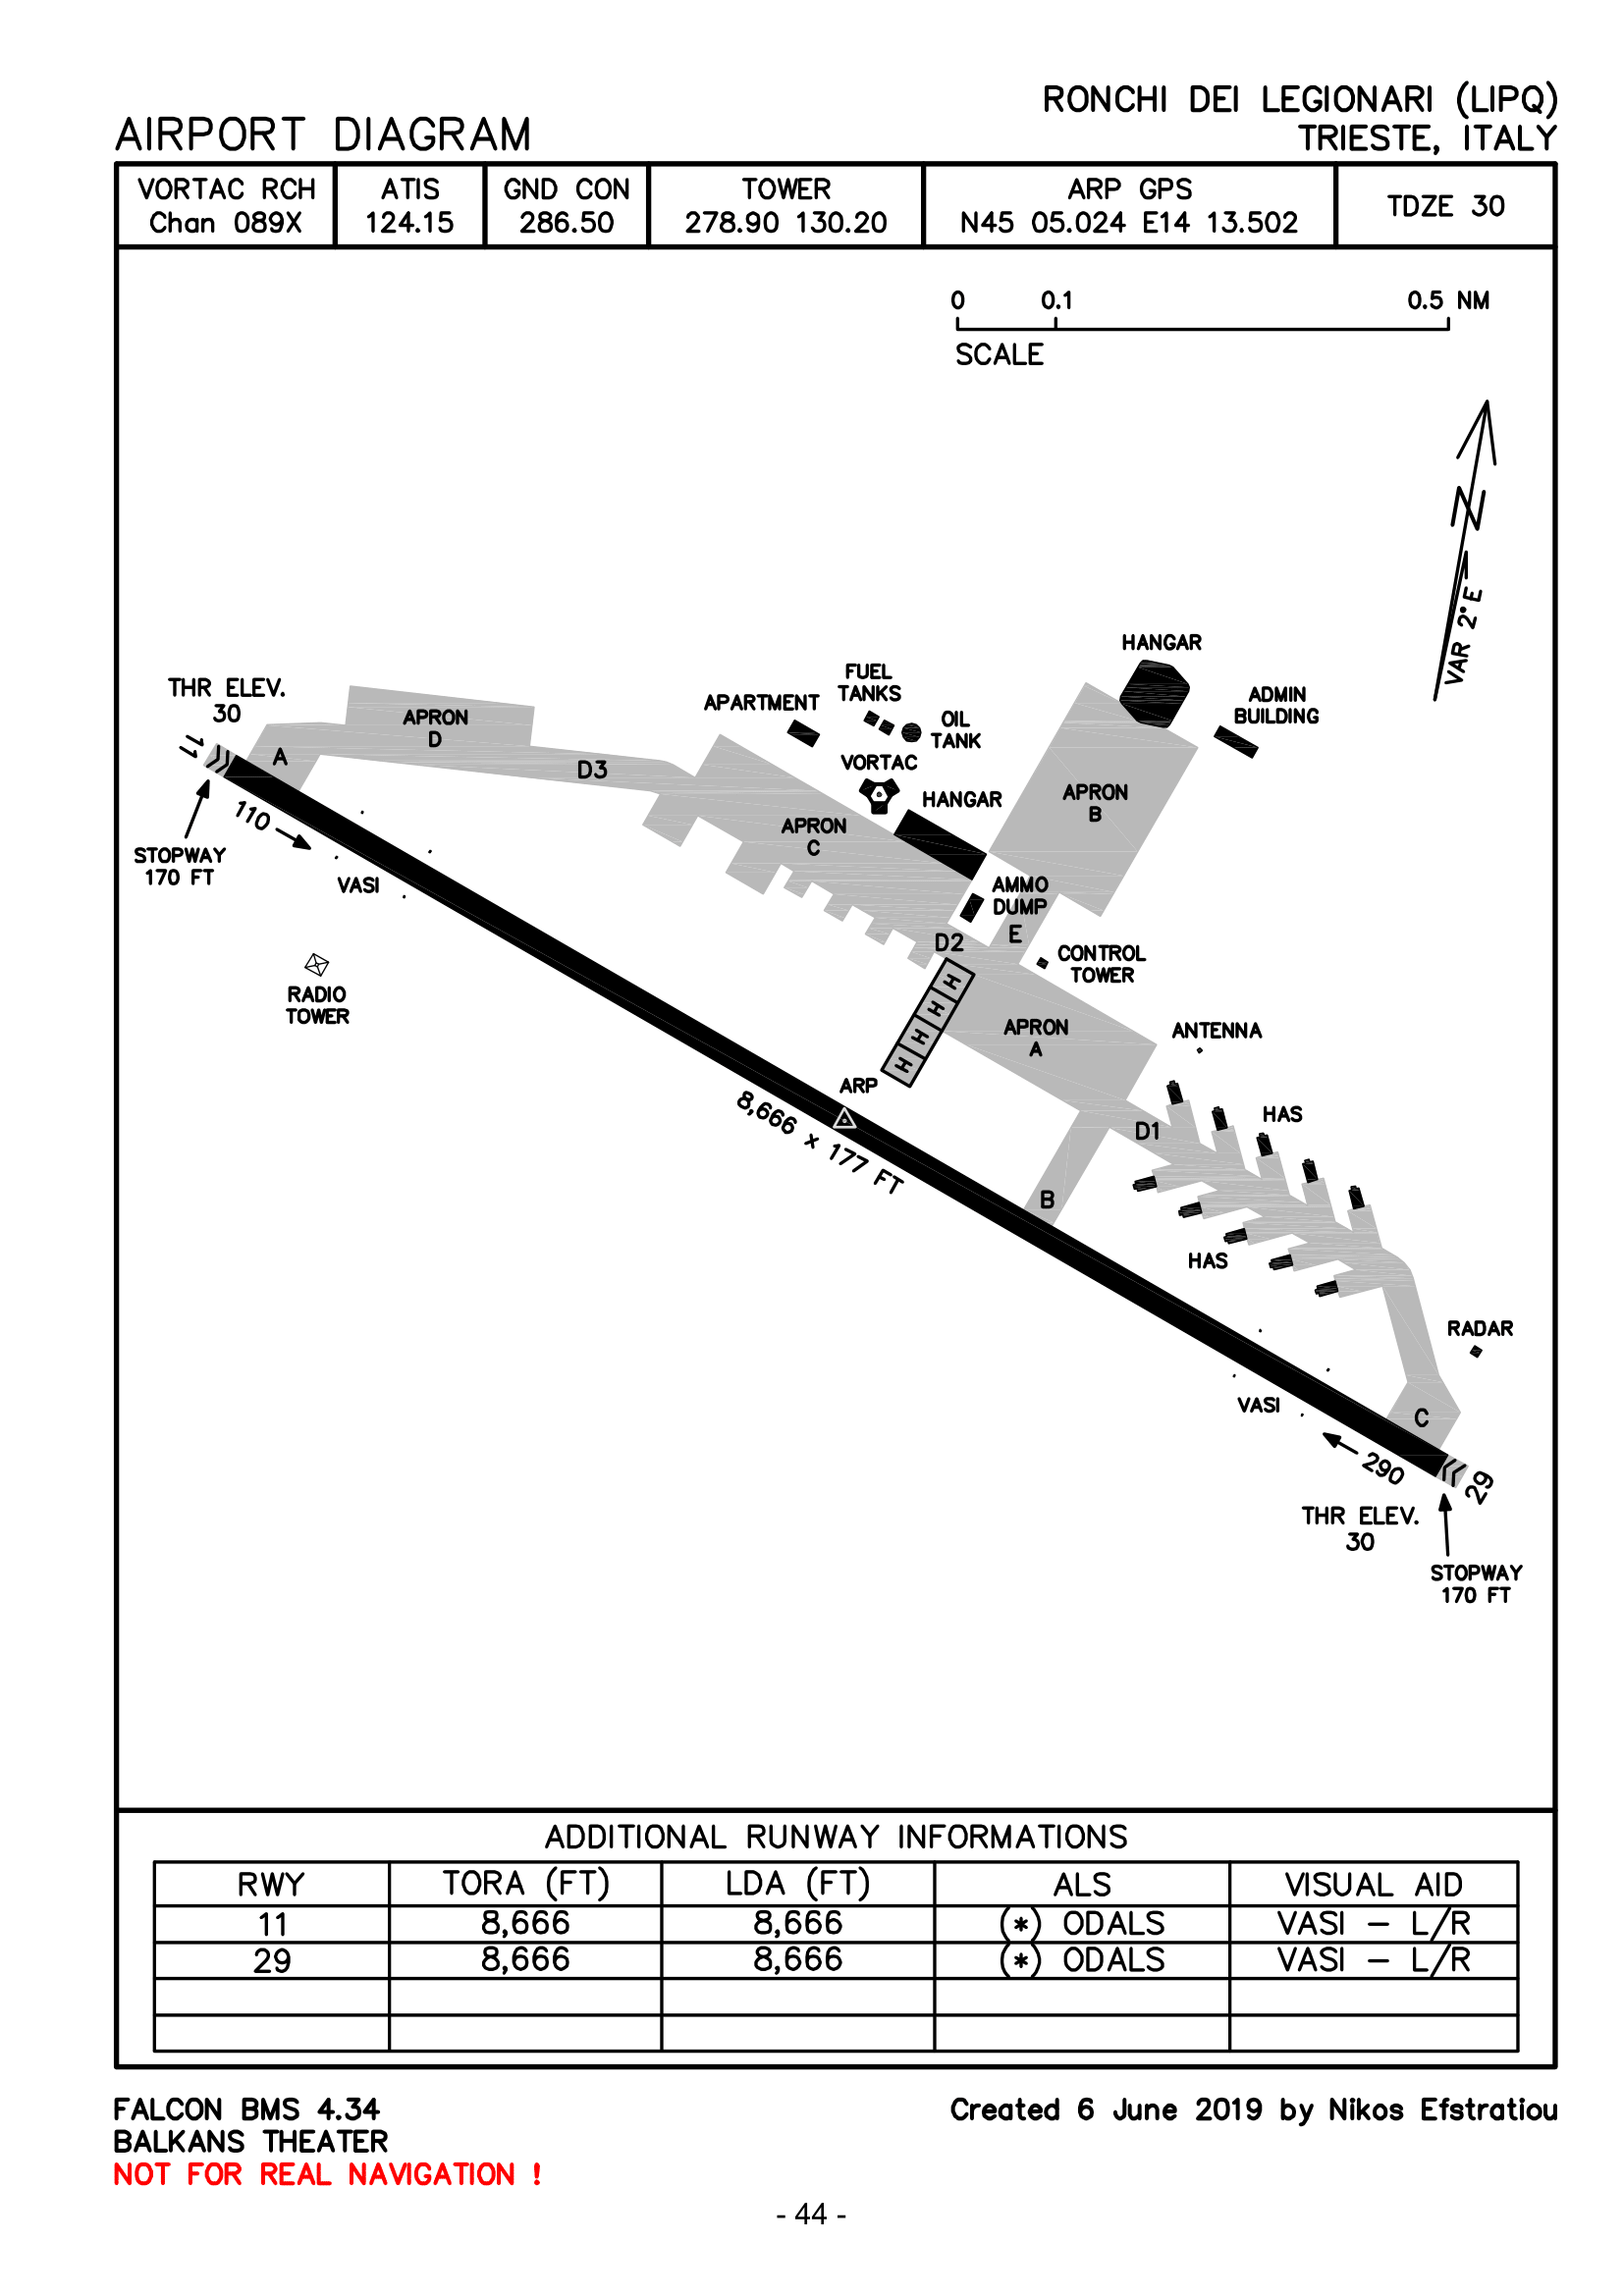 RONCHI DEI LEGIONARI (LIPQ)
AIRPORT DIAGRAM
TRIESTE, ITALY
VORTAC RCH
Chan 089X
ATIS
124.15
GND CON
286.50
TOWER
278.90 130.20
ARP GPS
N45 05.024 E14 13.502
TDZE 30
0 0.1 0.5 NM
SCALE
N
VAR 2° E
HANGAR
ADMIN
BUILDING
FUEL
TANKS
OIL
TANK
APARTMENT
VORTAC
HANGAR
THR ELEV.
30
11
A
APRON
D
D3
APRON
C
APRON
B
110
STOPWAY
170 FT
VASI
AMMO
DUMP
E
D2
CONTROL
TOWER
RADIO
TOWER
H
H
H
H
APRON
A
ANTENNA
ARP
8,666 x 177 FT
HAS
D1
B
HAS
RADAR
VASI
C
290
29
THR ELEV.
30
STOPWAY
170 FT
ADDITIONAL RUNWAY INFORMATIONS
RWY TORA (FT) LDA (FT) ALS VISUAL AID
11 8,666 8,666 (*) ODALS VASI – L/R
29 8,666 8,666 (*) ODALS VASI – L/R
FALCON BMS 4.34
Created 6 June 2019 by Nikos Efstratiou
BALKANS THEATER
NOT FOR REAL NAVIGATION !
- 44 -